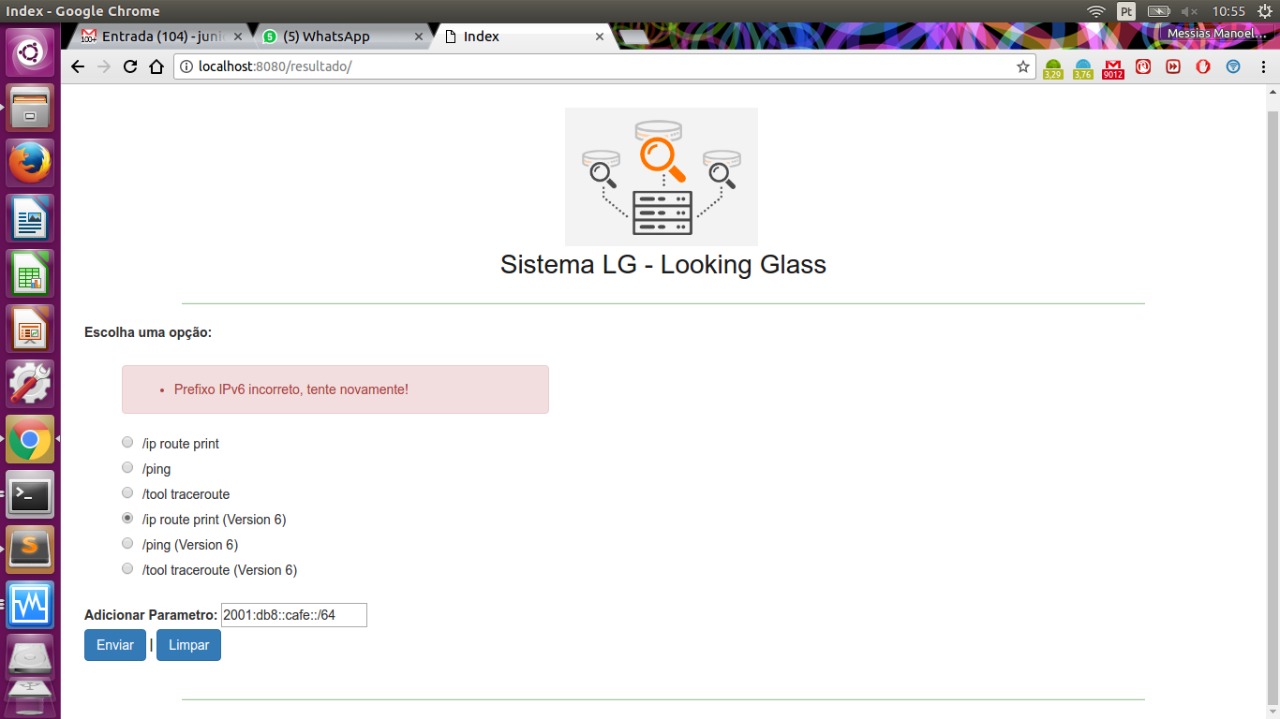 Index - Google Chrome
Pt
10:55
100+
Entrada (104) - juni
5
(5) WhatsApp
Index
Messias Manoel...
localhost:8080/resultado/
3,29
3,76
9012
Sistema LG - Looking Glass
Escolha uma opção:
Prefixo IPv6 incorreto, tente novamente!
/ip route print
/ping
/tool traceroute
/ip route print (Version 6)
/ping (Version 6)
/tool traceroute (Version 6)
Adicionar Parametro: 2001:db8::cafe::/64
Enviar | Limpar